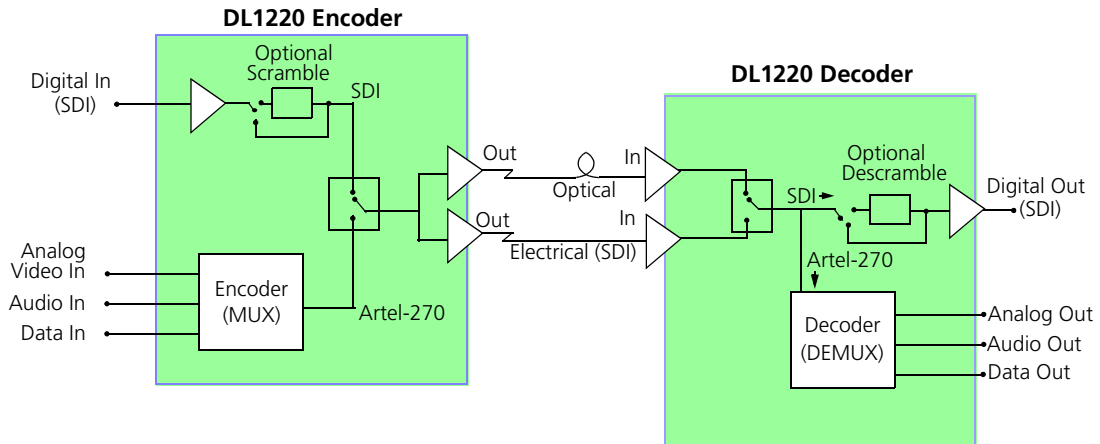 DL1220 Encoder
Optional
Scramble
Digital In
(SDI)
SDI
Analog
Video In
Audio In
Data In
Encoder
(MUX)
Artel-270
Out
Optical
In
Out
Electrical (SDI)
In
DL1220 Decoder
Optional
Descramble
SDI
Digital Out
(SDI)
Artel-270
Decoder
(DEMUX)
Analog Out
Audio Out
Data Out